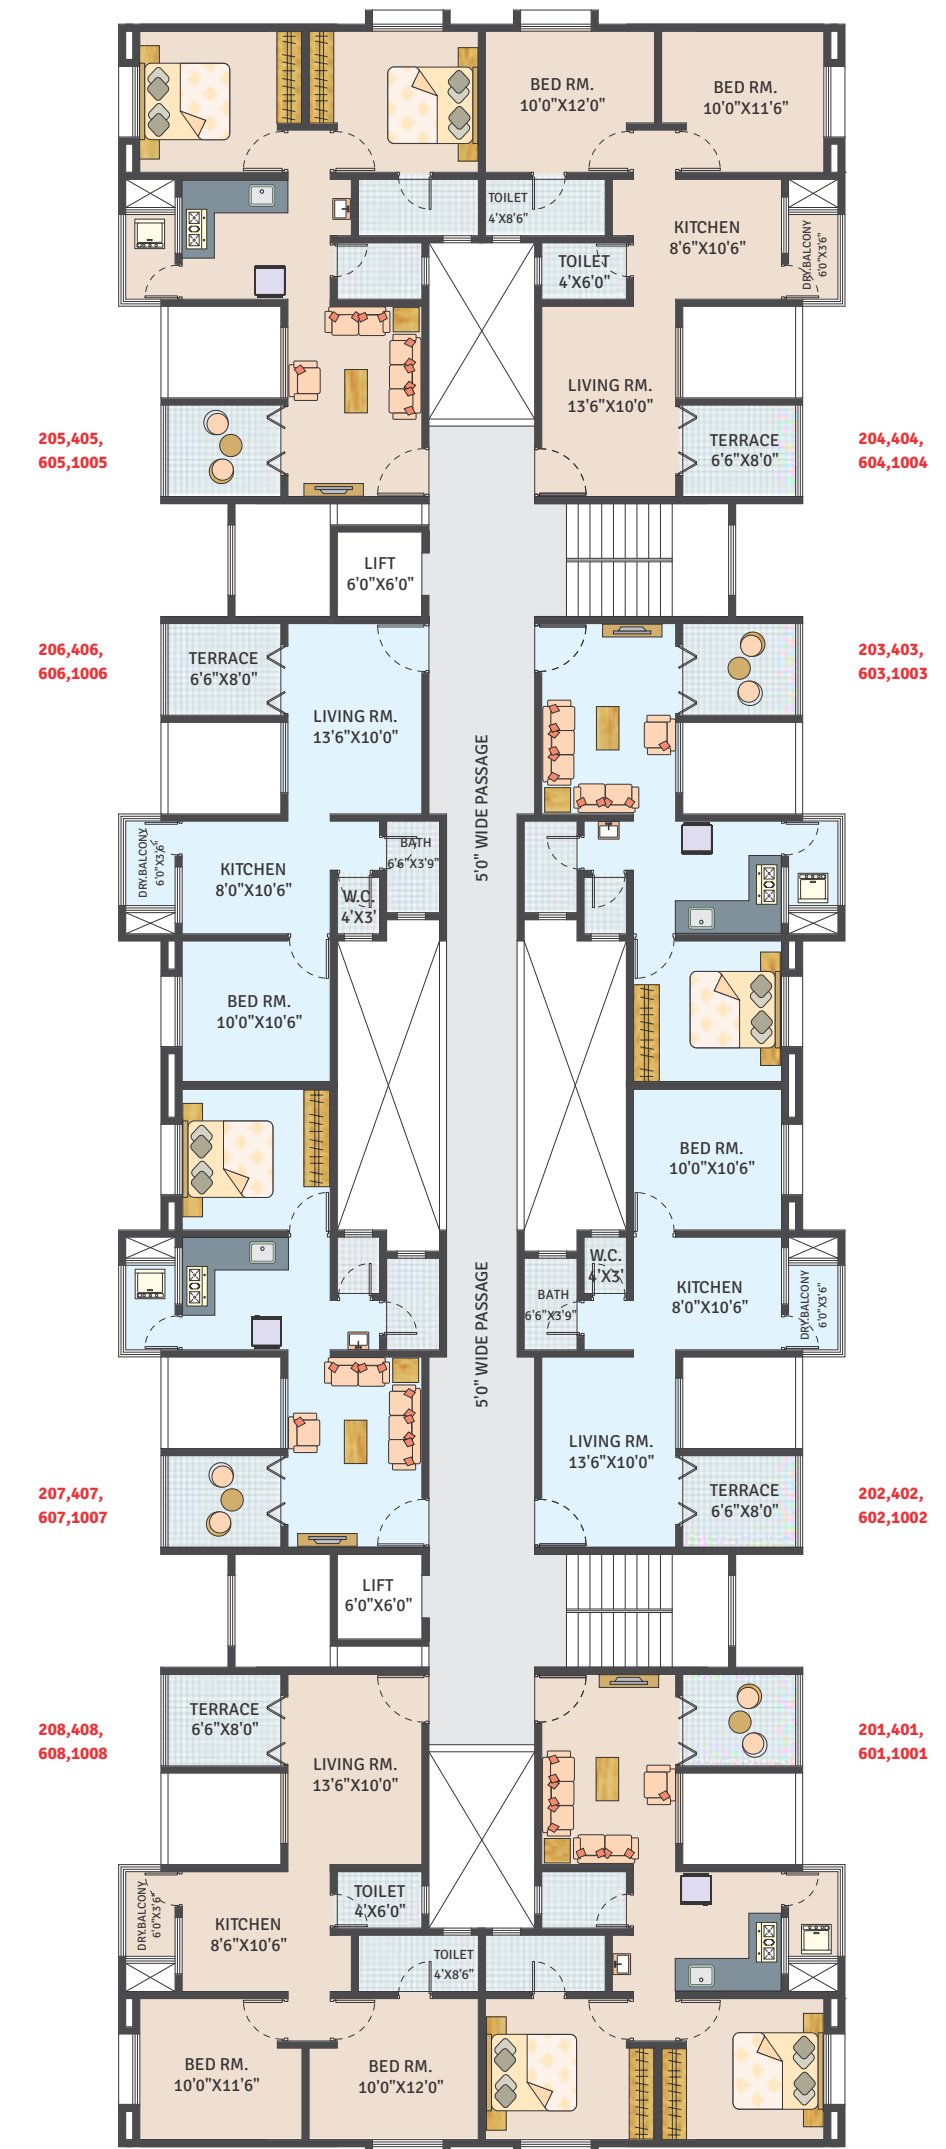 BED RM.
10'0"X12'0"
BED RM.
10'0"X11'6"
TOILET
4'X8'6"
KITCHEN
8'6"X10'6"
DRY.BALCONY
6'0"X3'6"
TOILET
4'X6'0"
LIVING RM.
13'6"X10'0"
TERRACE
6'6"X8'0"
205,405,
605,1005
204,404,
604,1004
LIFT
6'0"X6'0"
206,406,
606,1006
TERRACE
6'6"X8'0"
LIVING RM.
13'6"X10'0"
203,403,
603,1003
5'0" WIDE PASSAGE
DRY.BALCONY
6'0"X3'6"
KITCHEN
8'0"X10'6"
BATH
6'6"X3'9"
W.C.
4'X3'
BED RM.
10'0"X10'6"
BED RM.
10'0"X10'6"
W.C.
4'X3'
BATH
6'6"X3'9"
KITCHEN
8'0"X10'6"
DRY.BALCONY
6'0"X3'6"
5'0" WIDE PASSAGE
LIVING RM.
13'6"X10'0"
TERRACE
6'6"X8'0"
207,407,
607,1007
202,402,
602,1002
LIFT
6'0"X6'0"
208,408,
608,1008
TERRACE
6'6"X8'0"
LIVING RM.
13'6"X10'0"
201,401,
601,1001
DRY.BALCONY
6'0"X3'6"
KITCHEN
8'6"X10'6"
TOILET
4'X6'0"
TOILET
4'X8'6"
BED RM.
10'0"X11'6"
BED RM.
10'0"X12'0"